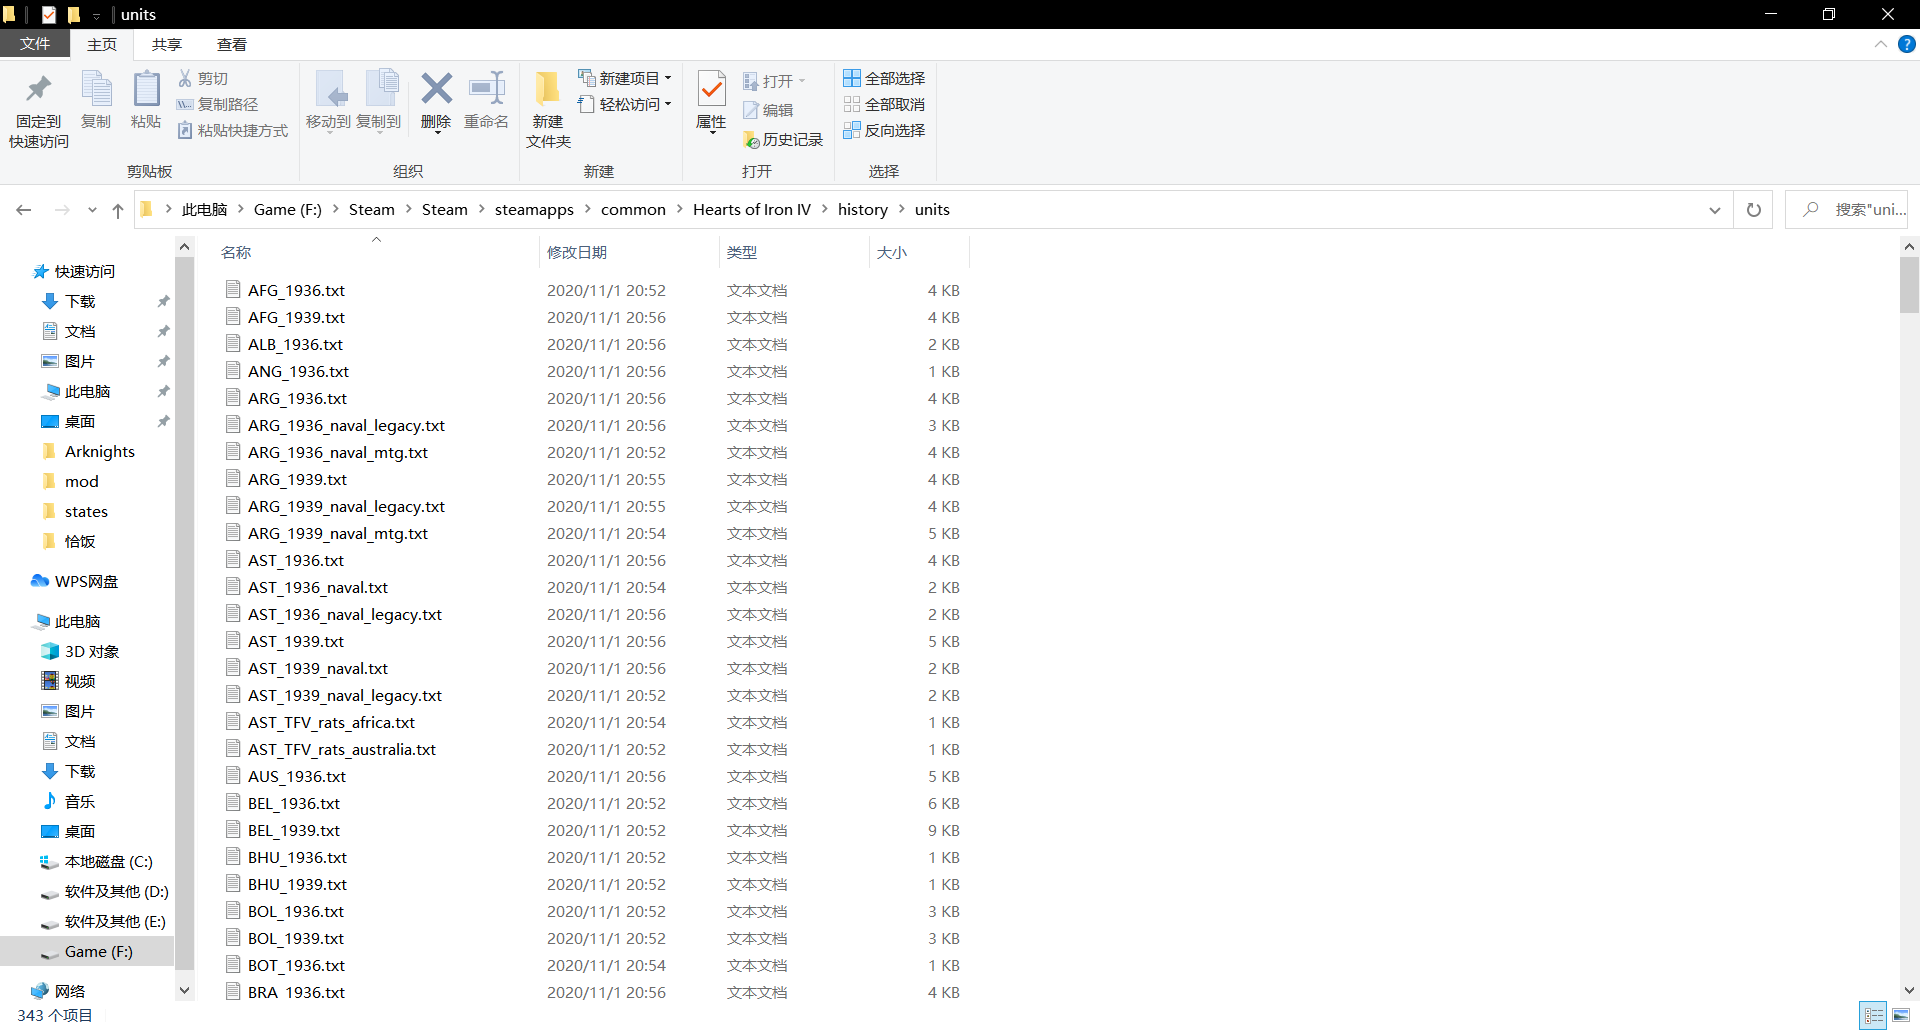 units
文件 主页 共享 查看
固定到 快速访问
复制
粘贴
剪切
复制路径
粘贴快捷方式
剪贴板
移动到
复制到
删除
重命名
组织
新建 文件夹
新建项目
轻松访问
新建
属性
打开
编辑
历史记录
打开
全部选择
全部取消
反向选择
选择
此电脑 Game (F:) Steam Steam steamapps common Hearts of Iron IV history units
搜索"uni...
快速访问
下载
文档
图片
此电脑
桌面
Arknights
mod
states
恰饭
WPS网盘
此电脑
3D 对象
视频
图片
文档
下载
音乐
桌面
本地磁盘 (C:)
软件及其他 (D:)
软件及其他 (E:)
Game (F:)
网络
名称 修改日期 类型 大小
AFG_1936.txt 2020/11/1 20:52 文本文档 4 KB
AFG_1939.txt 2020/11/1 20:56 文本文档 4 KB
ALB_1936.txt 2020/11/1 20:56 文本文档 2 KB
ANG_1936.txt 2020/11/1 20:56 文本文档 1 KB
ARG_1936.txt 2020/11/1 20:56 文本文档 4 KB
ARG_1936_naval_legacy.txt 2020/11/1 20:56 文本文档 3 KB
ARG_1936_naval_mtg.txt 2020/11/1 20:52 文本文档 4 KB
ARG_1939.txt 2020/11/1 20:55 文本文档 4 KB
ARG_1939_naval_legacy.txt 2020/11/1 20:55 文本文档 4 KB
ARG_1939_naval_mtg.txt 2020/11/1 20:54 文本文档 5 KB
AST_1936.txt 2020/11/1 20:56 文本文档 4 KB
AST_1936_naval.txt 2020/11/1 20:54 文本文档 2 KB
AST_1936_naval_legacy.txt 2020/11/1 20:56 文本文档 2 KB
AST_1939.txt 2020/11/1 20:56 文本文档 5 KB
AST_1939_naval.txt 2020/11/1 20:56 文本文档 2 KB
AST_1939_naval_legacy.txt 2020/11/1 20:52 文本文档 2 KB
AST_TFV_rats_africa.txt 2020/11/1 20:54 文本文档 1 KB
AST_TFV_rats_australia.txt 2020/11/1 20:52 文本文档 1 KB
AUS_1936.txt 2020/11/1 20:56 文本文档 5 KB
BEL_1936.txt 2020/11/1 20:52 文本文档 6 KB
BEL_1939.txt 2020/11/1 20:52 文本文档 9 KB
BHU_1936.txt 2020/11/1 20:52 文本文档 1 KB
BHU_1939.txt 2020/11/1 20:52 文本文档 1 KB
BOL_1936.txt 2020/11/1 20:52 文本文档 3 KB
BOL_1939.txt 2020/11/1 20:52 文本文档 3 KB
BOT_1936.txt 2020/11/1 20:54 文本文档 1 KB
BRA_1936.txt 2020/11/1 20:56 文本文档 4 KB
343 个项目